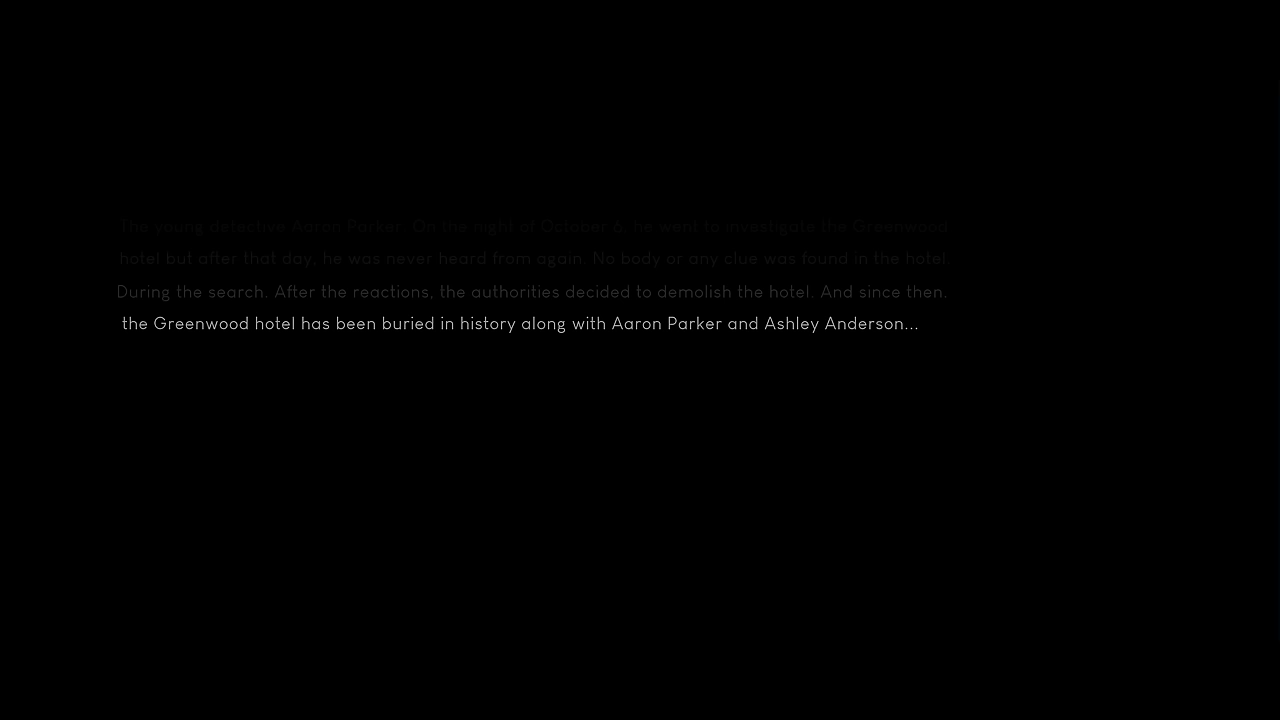 The young detective Aaron Parker. On the night of October 6, he went to investigate the Greenwood
hotel but after that day, he was never heard from again. No body or any clue was found in the hotel.
During the search. After the reactions, the authorities decided to demolish the hotel. And since then.
the Greenwood hotel has been buried in history along with Aaron Parker and Ashley Anderson...